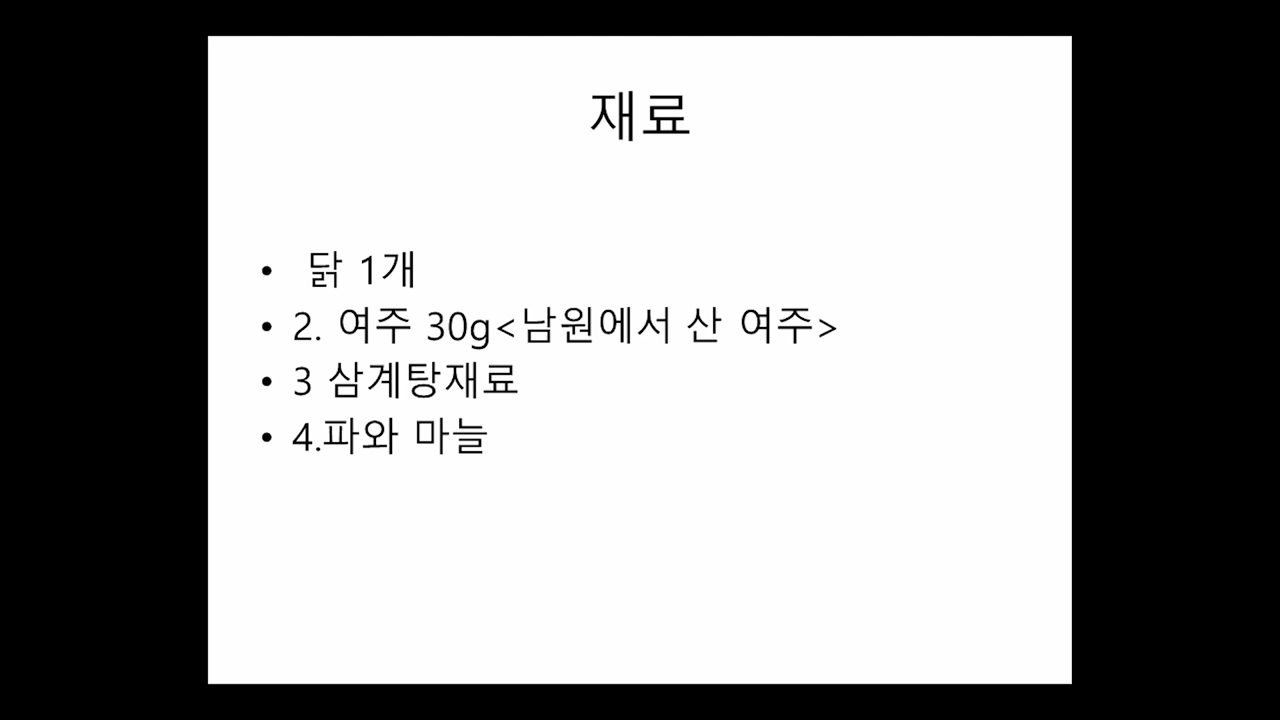 재료
• 닭 1개
• 2. 여주 30g<남원에서 산 여주>
• 3 삼계탕재료
• 4.파와 마늘